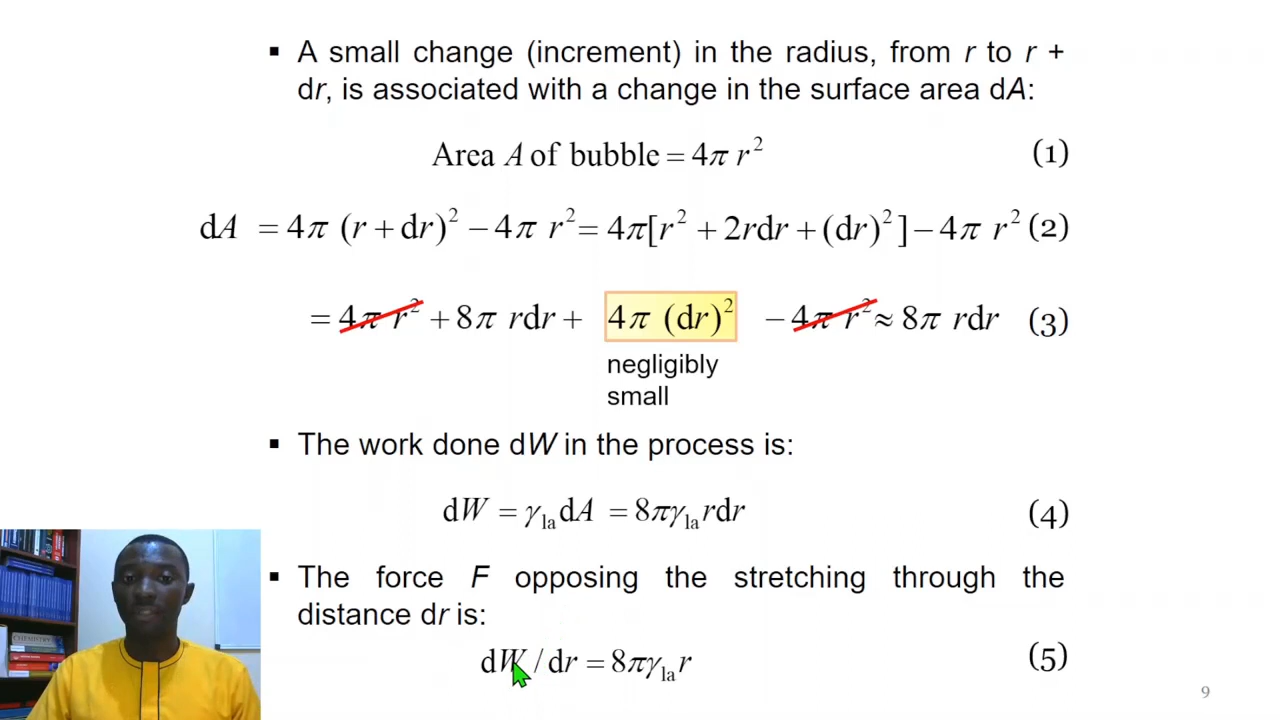 ▪ A small change (increment) in the radius, from r to r +
dr, is associated with a change in the surface area dA:
Area A of bubble = 4π r² (1)
dA = 4π (r + dr)² − 4π r² = 4π[r² + 2rdr + (dr)²] − 4π r² (2)
= 4π r² + 8π rdr + 4π (dr)² − 4π r² ≈ 8π rdr (3)
negligibly
small
▪ The work done dW in the process is:
dW = γ_la dA = 8πγ_la rdr (4)
▪ The force F opposing the stretching through the
distance dr is:
dW / dr = 8πγ_la r (5)
9
CHEMISTRY